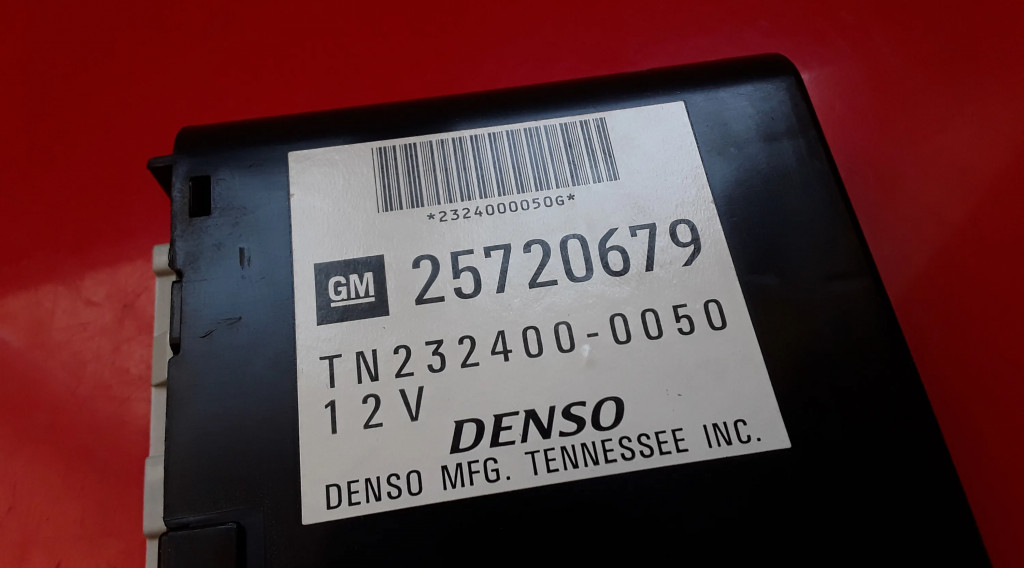 *2324000050G*
GM 25720679
TN232400-0050
12V
DENSO
DENSO MFG. TENNESSEE INC.